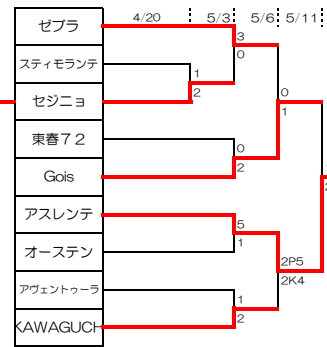 4/20 5/3 5/6 5/11
ゼブラ
3
0
スティモランテ
1
0
セジニョ
2
1
東春７２
0
Gois
2
アスレンテ
5
オーステン
1
2P5
2K4
アヴェントゥーラ
1
KAWAGUCH
2